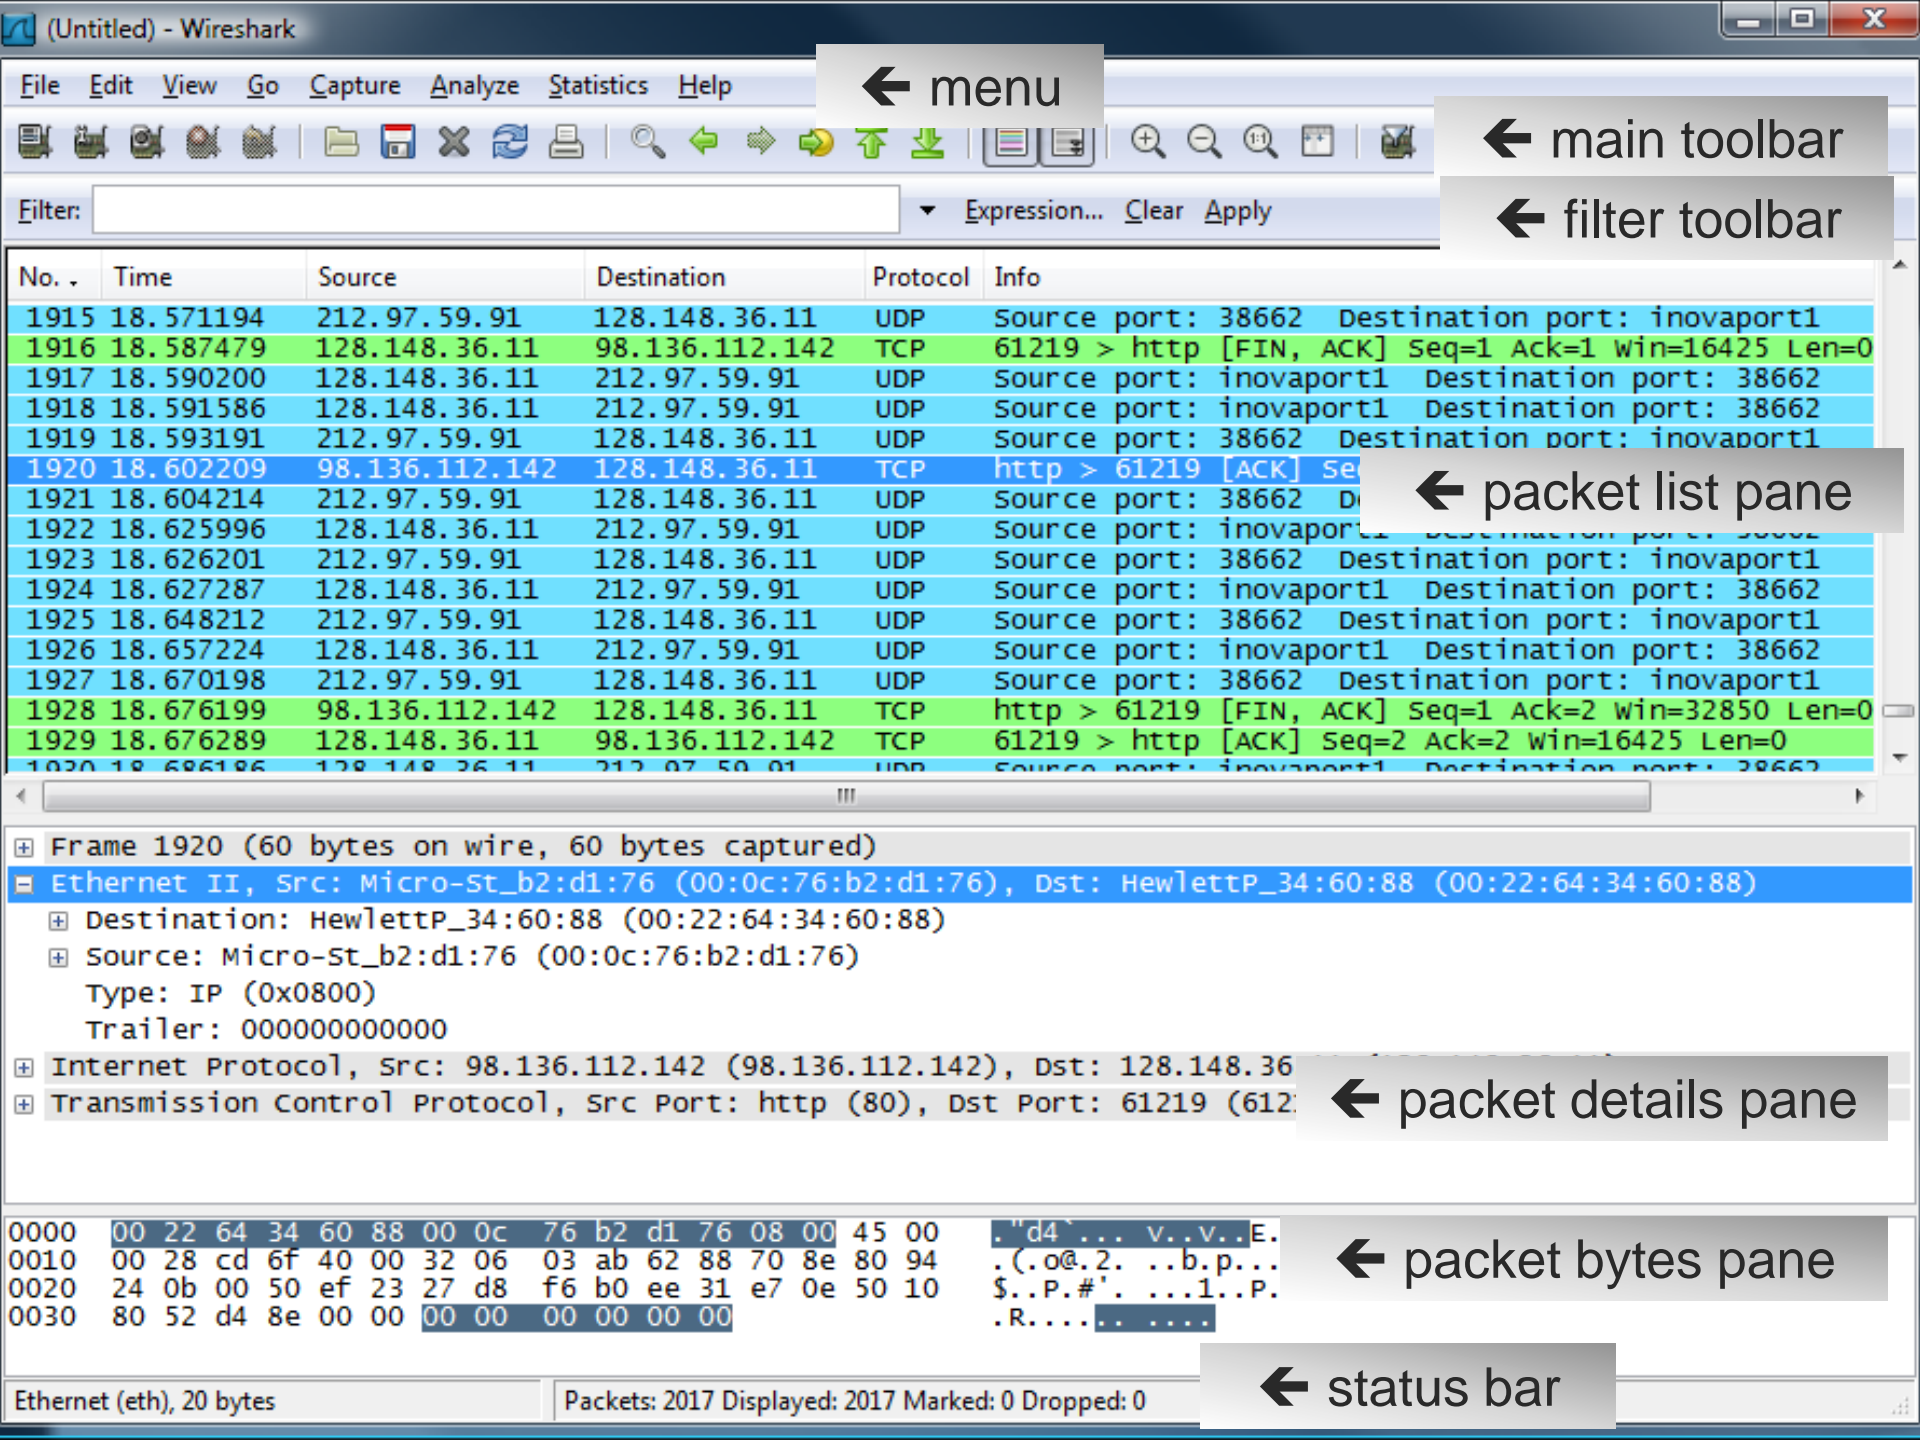 (Untitled) - Wireshark
File Edit View Go Capture Analyze Statistics Help
🡰 menu
🡰 main toolbar
Filter: Expression... Clear Apply
🡰 filter toolbar
No. . Time Source Destination Protocol Info
1915 18.571194 212.97.59.91 128.148.36.11 UDP Source port: 38662 Destination port: inovaport1
1916 18.587479 128.148.36.11 98.136.112.142 TCP 61219 > http [FIN, ACK] Seq=1 Ack=1 Win=16425 Len=0
1917 18.590200 128.148.36.11 212.97.59.91 UDP Source port: inovaport1 Destination port: 38662
1918 18.591586 128.148.36.11 212.97.59.91 UDP Source port: inovaport1 Destination port: 38662
1919 18.593191 212.97.59.91 128.148.36.11 UDP Source port: 38662 Destination port: inovaport1
1920 18.602209 98.136.112.142 128.148.36.11 TCP http > 61219 [ACK]
🡰 packet list pane
1921 18.604214 212.97.59.91 128.148.36.11 UDP Source port: 38662
1922 18.625996 128.148.36.11 212.97.59.91 UDP Source port:
1923 18.626201 212.97.59.91 128.148.36.11 UDP Source port: 38662 Destination port: inovaport1
1924 18.627287 128.148.36.11 212.97.59.91 UDP Source port: inovaport1 Destination port: 38662
1925 18.648212 212.97.59.91 128.148.36.11 UDP Source port: 38662 Destination port: inovaport1
1926 18.657224 128.148.36.11 212.97.59.91 UDP Source port: inovaport1 Destination port: 38662
1927 18.670198 212.97.59.91 128.148.36.11 UDP Source port: 38662 Destination port: inovaport1
1928 18.676199 98.136.112.142 128.148.36.11 TCP http > 61219 [FIN, ACK] Seq=1 Ack=2 Win=32850 Len=0
1929 18.676289 128.148.36.11 98.136.112.142 TCP 61219 > http [ACK] Seq=2 Ack=2 Win=16425 Len=0
1930 18.686186 128.148.36.11 212.97.59.91 UDP Source port: inovaport1 Destination port: 38662
Frame 1920 (60 bytes on wire, 60 bytes captured)
Ethernet II, Src: Micro-St_b2:d1:76 (00:0c:76:b2:d1:76), Dst: HewlettP_34:60:88 (00:22:64:34:60:88)
Destination: HewlettP_34:60:88 (00:22:64:34:60:88)
Source: Micro-St_b2:d1:76 (00:0c:76:b2:d1:76)
Type: IP (0x0800)
Trailer: 000000000000
Internet Protocol, Src: 98.136.112.142 (98.136.112.142), Dst: 128.148.36
Transmission Control Protocol, Src Port: http (80), Dst Port: 61219 (612
🡰 packet details pane
0000 00 22 64 34 60 88 00 0c 76 b2 d1 76 08 00 45 00 ."d4`... v..v..E.
0010 00 28 cd 6f 40 00 32 06 03 ab 62 88 70 8e 80 94 .(.o@.2. ..b.p...
0020 24 0b 00 50 ef 23 27 d8 f6 b0 ee 31 e7 0e 50 10 $..P.#'. ...1..P.
0030 80 52 d4 8e 00 00 00 00 00 00 00 00 .R...... ....
🡰 packet bytes pane
Ethernet (eth), 20 bytes Packets: 2017 Displayed: 2017 Marked: 0 Dropped: 0
🡰 status bar